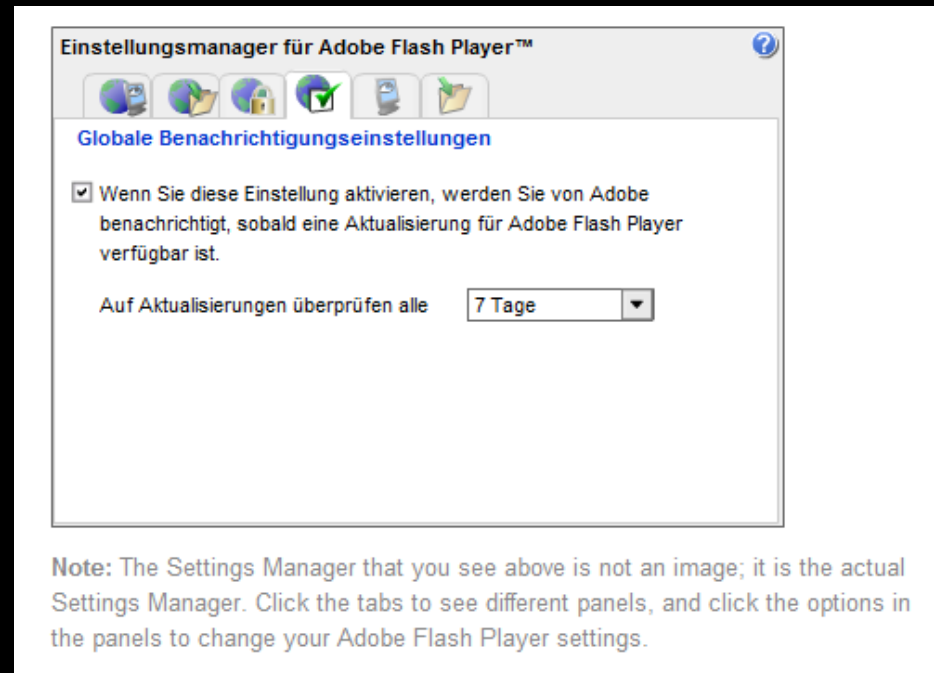 Einstellungsmanager für Adobe Flash Player™
Globale Benachrichtigungseinstellungen
Wenn Sie diese Einstellung aktivieren, werden Sie von Adobe
benachrichtigt, sobald eine Aktualisierung für Adobe Flash Player
verfügbar ist.
Auf Aktualisierungen überprüfen alle 7 Tage
Note: The Settings Manager that you see above is not an image; it is the actual
Settings Manager. Click the tabs to see different panels, and click the options in
the panels to change your Adobe Flash Player settings.